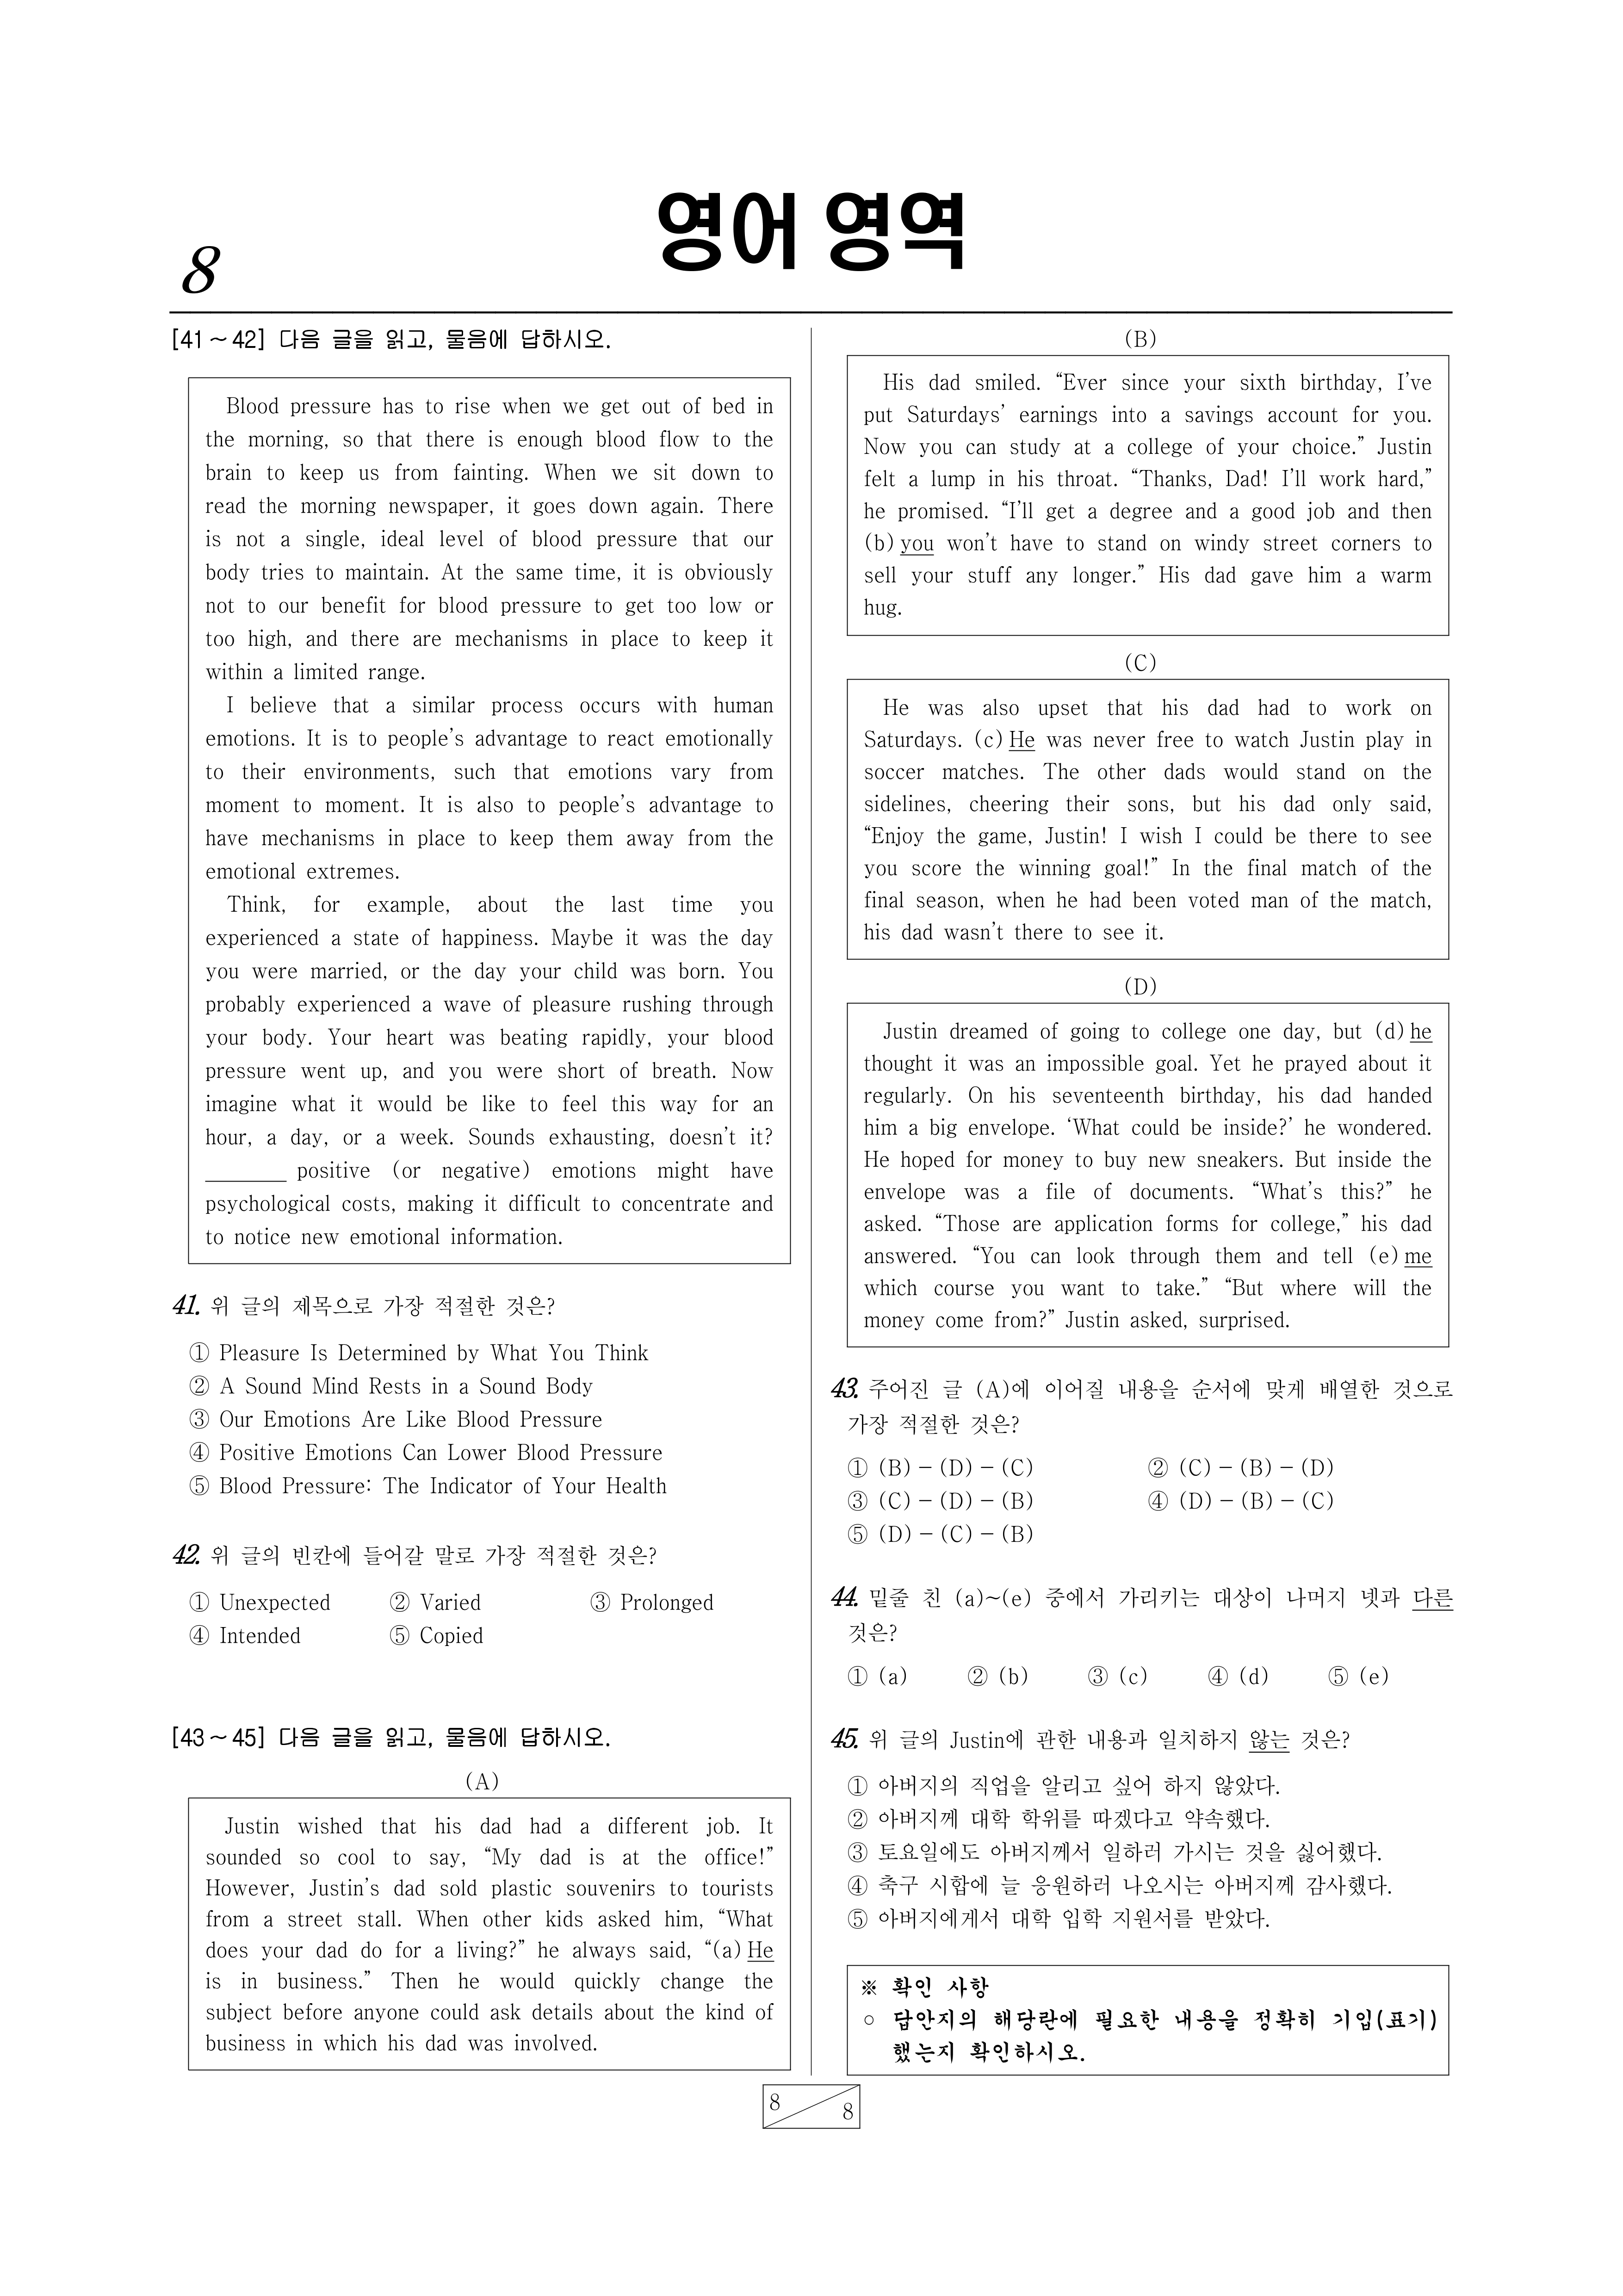 영어 영역
8
[41~42] 다음 글을 읽고, 물음에 답하시오.
Blood pressure has to rise when we get out of bed in
the morning, so that there is enough blood flow to the
brain to keep us from fainting. When we sit down to
read the morning newspaper, it goes down again. There
is not a single, ideal level of blood pressure that our
body tries to maintain. At the same time, it is obviously
not to our benefit for blood pressure to get too low or
too high, and there are mechanisms in place to keep it
within a limited range.
I believe that a similar process occurs with human
emotions. It is to people's advantage to react emotionally
to their environments, such that emotions vary from
moment to moment. It is also to people's advantage to
have mechanisms in place to keep them away from the
emotional extremes.
Think, for example, about the last time you
experienced a state of happiness. Maybe it was the day
you were married, or the day your child was born. You
probably experienced a wave of pleasure rushing through
your body. Your heart was beating rapidly, your blood
pressure went up, and you were short of breath. Now
imagine what it would be like to feel this way for an
hour, a day, or a week. Sounds exhausting, doesn't it?
________ positive (or negative) emotions might have
psychological costs, making it difficult to concentrate and
to notice new emotional information.
41. 위 글의 제목으로 가장 적절한 것은?
① Pleasure Is Determined by What You Think
② A Sound Mind Rests in a Sound Body
③ Our Emotions Are Like Blood Pressure
④ Positive Emotions Can Lower Blood Pressure
⑤ Blood Pressure: The Indicator of Your Health
42. 위 글의 빈칸에 들어갈 말로 가장 적절한 것은?
① Unexpected ② Varied ③ Prolonged
④ Intended ⑤ Copied
[43~45] 다음 글을 읽고, 물음에 답하시오.
(A)
Justin wished that his dad had a different job. It
sounded so cool to say, “My dad is at the office!”
However, Justin's dad sold plastic souvenirs to tourists
from a street stall. When other kids asked him, “What
does your dad do for a living?” he always said, “(a) He
is in business.” Then he would quickly change the
subject before anyone could ask details about the kind of
business in which his dad was involved.
(B)
His dad smiled. “Ever since your sixth birthday, I've
put Saturdays' earnings into a savings account for you.
Now you can study at a college of your choice.” Justin
felt a lump in his throat. “Thanks, Dad! I'll work hard,”
he promised. “I'll get a degree and a good job and then
(b) you won't have to stand on windy street corners to
sell your stuff any longer.” His dad gave him a warm
hug.
(C)
He was also upset that his dad had to work on
Saturdays. (c) He was never free to watch Justin play in
soccer matches. The other dads would stand on the
sidelines, cheering their sons, but his dad only said,
“Enjoy the game, Justin! I wish I could be there to see
you score the winning goal!” In the final match of the
final season, when he had been voted man of the match,
his dad wasn't there to see it.
(D)
Justin dreamed of going to college one day, but (d) he
thought it was an impossible goal. Yet he prayed about it
regularly. On his seventeenth birthday, his dad handed
him a big envelope. ‘What could be inside?’ he wondered.
He hoped for money to buy new sneakers. But inside the
envelope was a file of documents. “What's this?” he
asked. “Those are application forms for college,” his dad
answered. “You can look through them and tell (e) me
which course you want to take.” “But where will the
money come from?” Justin asked, surprised.
43. 주어진 글 (A)에 이어질 내용을 순서에 맞게 배열한 것으로
가장 적절한 것은?
① (B) - (D) - (C) ② (C) - (B) - (D)
③ (C) - (D) - (B) ④ (D) - (B) - (C)
⑤ (D) - (C) - (B)
44. 밑줄 친 (a)~(e) 중에서 가리키는 대상이 나머지 넷과 다른
것은?
① (a) ② (b) ③ (c) ④ (d) ⑤ (e)
45. 위 글의 Justin에 관한 내용과 일치하지 않는 것은?
① 아버지의 직업을 알리고 싶어 하지 않았다.
② 아버지께 대학 학위를 따겠다고 약속했다.
③ 토요일에도 아버지께서 일하러 가시는 것을 싫어했다.
④ 축구 시합에 늘 응원하러 나오시는 아버지께 감사했다.
⑤ 아버지에게서 대학 입학 지원서를 받았다.
※ 확인 사항
○ 답안지의 해당란에 필요한 내용을 정확히 기입(표기)
했는지 확인하시오.
8
8